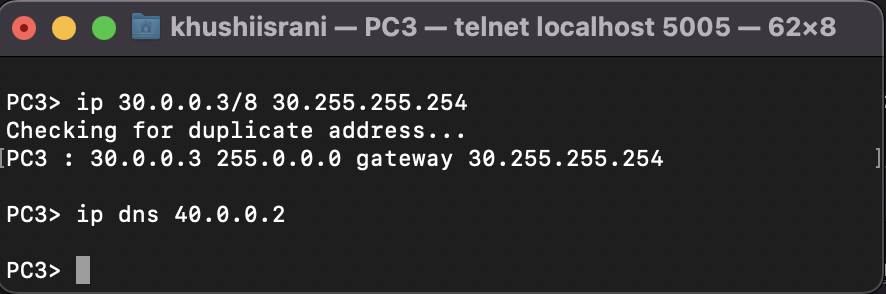 khushiisrani — PC3 — telnet localhost 5005 — 62×8
PC3> ip 30.0.0.3/8 30.255.255.254
Checking for duplicate address...
[PC3 : 30.0.0.3 255.0.0.0 gateway 30.255.255.254 ]
PC3> ip dns 40.0.0.2
PC3>